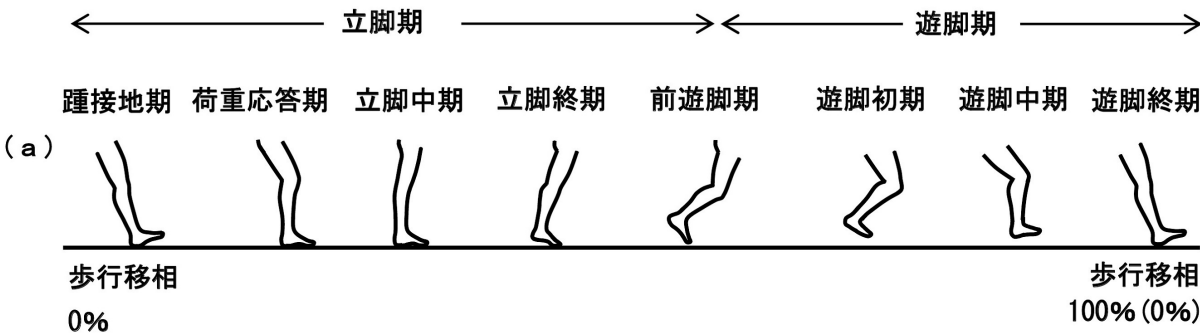 立脚期 遊脚期
踵接地期 荷重応答期 立脚中期 立脚終期 前遊脚期 遊脚初期 遊脚中期 遊脚終期
(a)
歩行移相 歩行移相
0% 100%(0%)